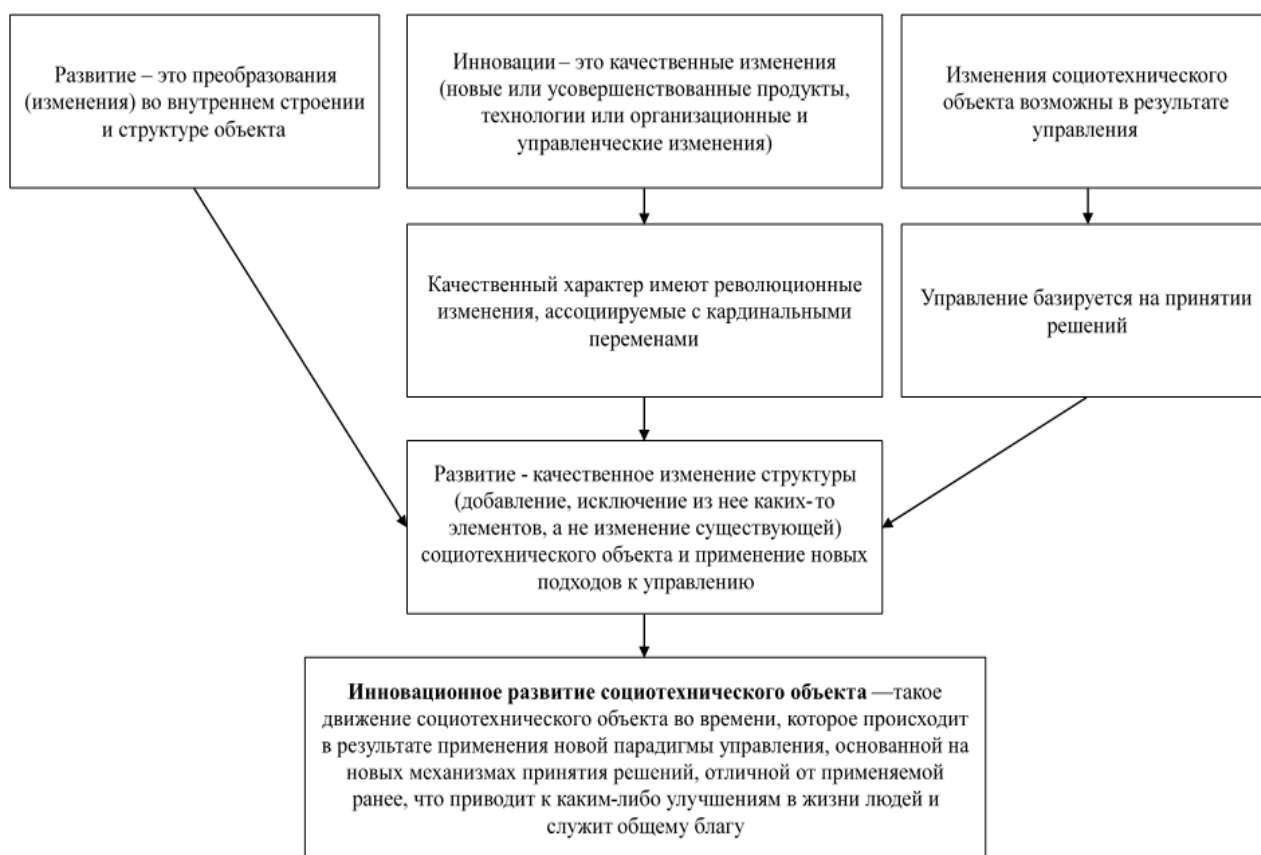 Развитие – это преобразования
(изменения) во внутреннем строении
и структуре объекта
Инновации – это качественные изменения
(новые или усовершенствованные продукты,
технологии или организационные и
управленческие изменения)
Изменения социотехнического
объекта возможны в результате
управления
Качественный характер имеют революционные
изменения, ассоциируемые с кардинальными
переменами
Управление базируется на принятии
решений
Развитие - качественное изменение структуры
(добавление, исключение из нее каких-то
элементов, а не изменение существующей)
социотехнического объекта и применение новых
подходов к управлению
Инновационное развитие социотехнического объекта —такое
движение социотехнического объекта во времени, которое происходит
в результате применения новой парадигмы управления, основанной на
новых механизмах принятия решений, отличной от применяемой
ранее, что приводит к каким-либо улучшениям в жизни людей и
служит общему благу